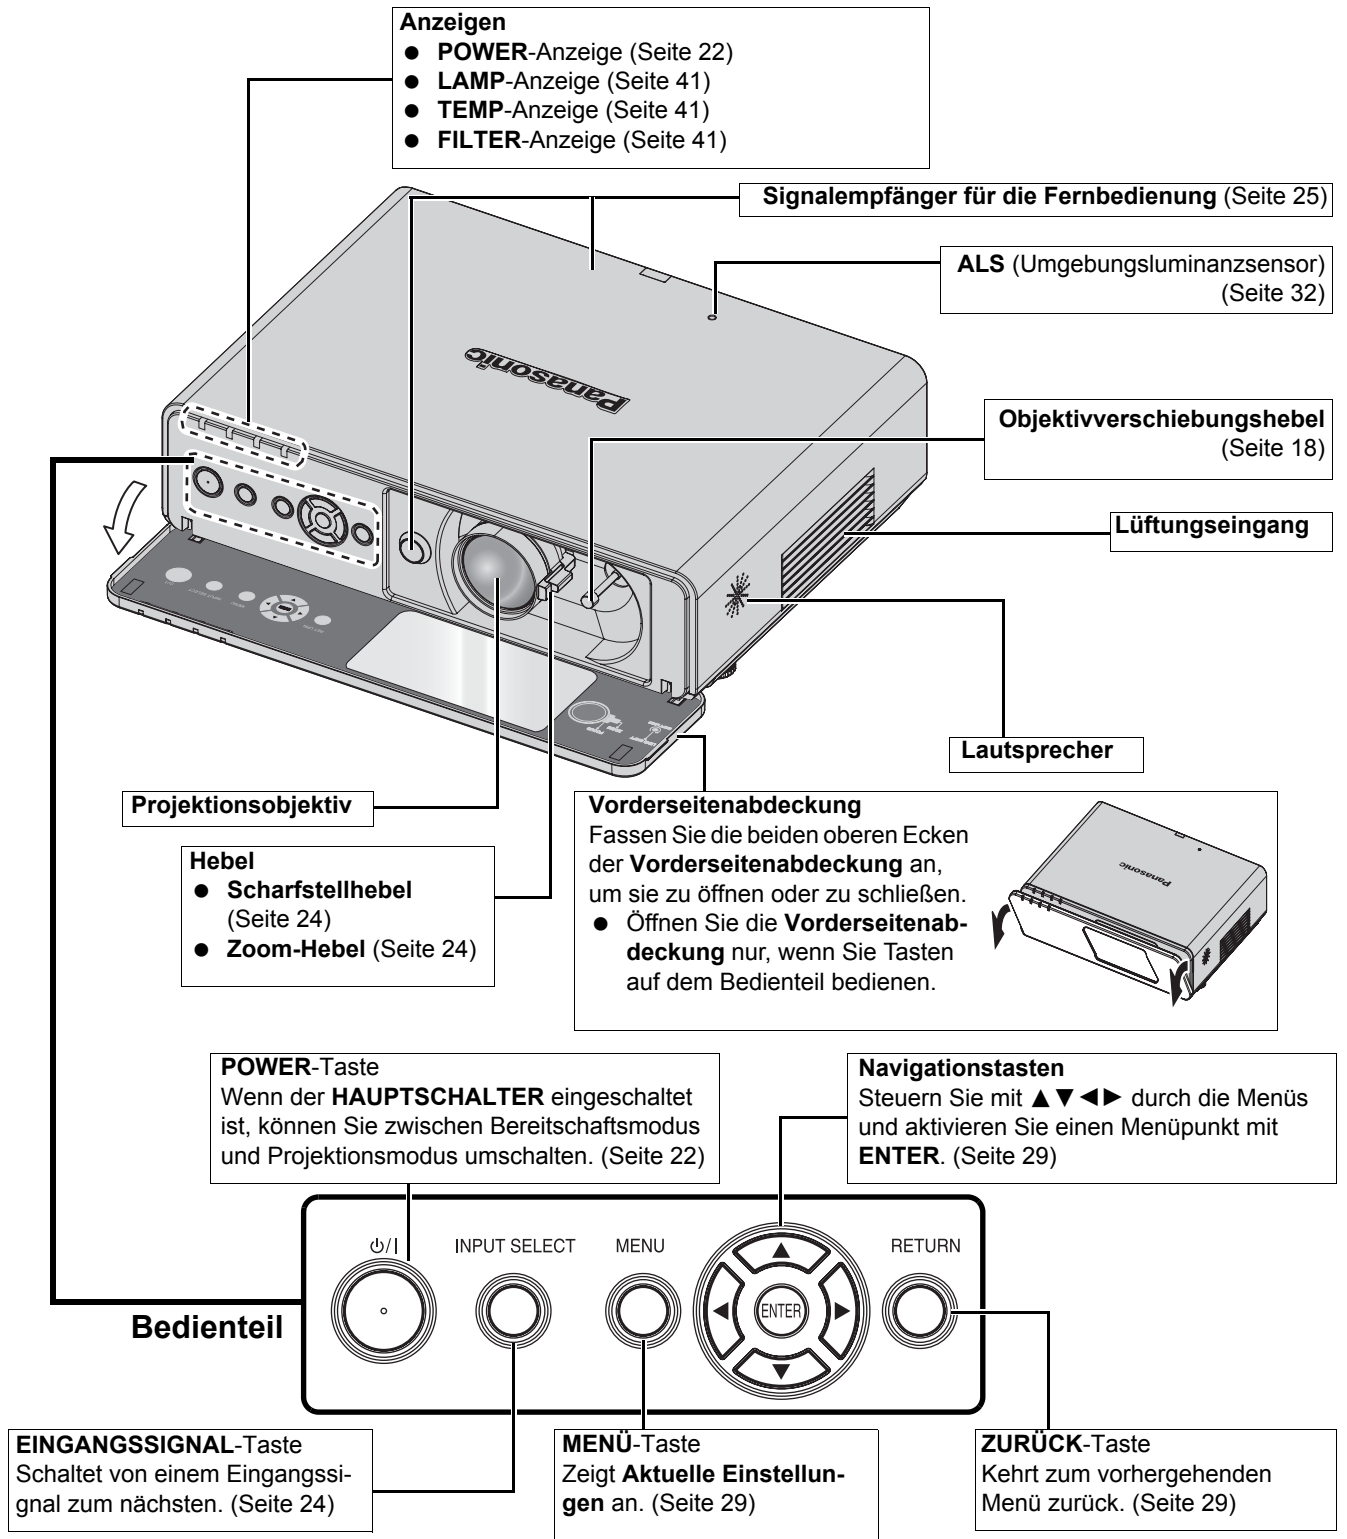 Anzeigen
● POWER-Anzeige (Seite 22)
● LAMP-Anzeige (Seite 41)
● TEMP-Anzeige (Seite 41)
● FILTER-Anzeige (Seite 41)
Signalempfänger für die Fernbedienung (Seite 25)
ALS (Umgebungsluminanzsensor)
(Seite 32)
Panasonic
Objektivverschiebungshebel
(Seite 18)
Lüftungseingang
Lautsprecher
Projektionsobjektiv
Hebel
● Scharfstellhebel
(Seite 24)
● Zoom-Hebel (Seite 24)
Vorderseitenabdeckung
Fassen Sie die beiden oberen Ecken
der Vorderseitenabdeckung an,
um sie zu öffnen oder zu schließen.
● Öffnen Sie die Vorderseitenab-
deckung nur, wenn Sie Tasten
auf dem Bedienteil bedienen.
Panasonic
POWER-Taste
Wenn der HAUPTSCHALTER eingeschaltet
ist, können Sie zwischen Bereitschaftsmodus
und Projektionsmodus umschalten. (Seite 22)
Navigationstasten
Steuern Sie mit ▲▼◄► durch die Menüs
und aktivieren Sie einen Menüpunkt mit
ENTER. (Seite 29)
⏻/I INPUT SELECT MENU RETURN
ENTER
Bedienteil
EINGANGSSIGNAL-Taste
Schaltet von einem Eingangssi-
gnal zum nächsten. (Seite 24)
MENÜ-Taste
Zeigt Aktuelle Einstellun-
gen an. (Seite 29)
ZURÜCK-Taste
Kehrt zum vorhergehenden
Menü zurück. (Seite 29)